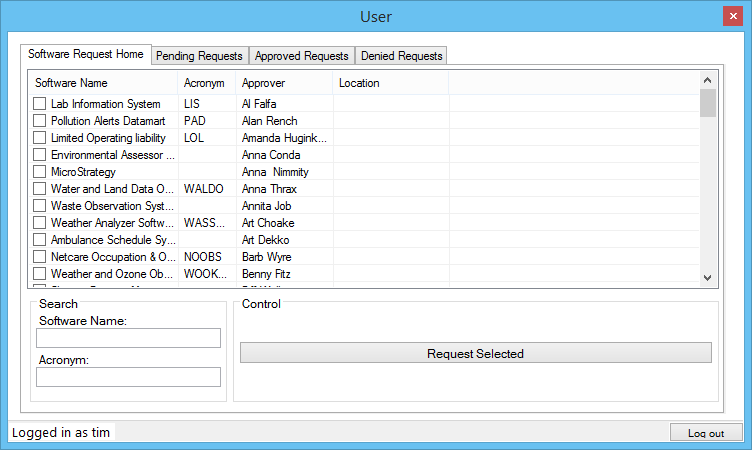 User
Software Request Home Pending Requests Approved Requests Denied Requests
Software Name Acronym Approver Location
Lab Information System LIS Al Falfa
Pollution Alerts Datamart PAD Alan Rench
Limited Operating liability LOL Amanda Hugink...
Environmental Assessor ... Anna Conda
MicroStrategy Anna Nimmity
Water and Land Data O... WALDO Anna Thrax
Waste Observation Syst... Annita Job
Weather Analyzer Softw... WASS... Art Choake
Ambulance Schedule Sy... Art Dekko
Netcare Occupation & O... NOOBS Barb Wyre
Weather and Ozone Ob... WOOK... Benny Fitz
Search
Software Name:
Acronym:
Control
Request Selected
Logged in as tim Log out